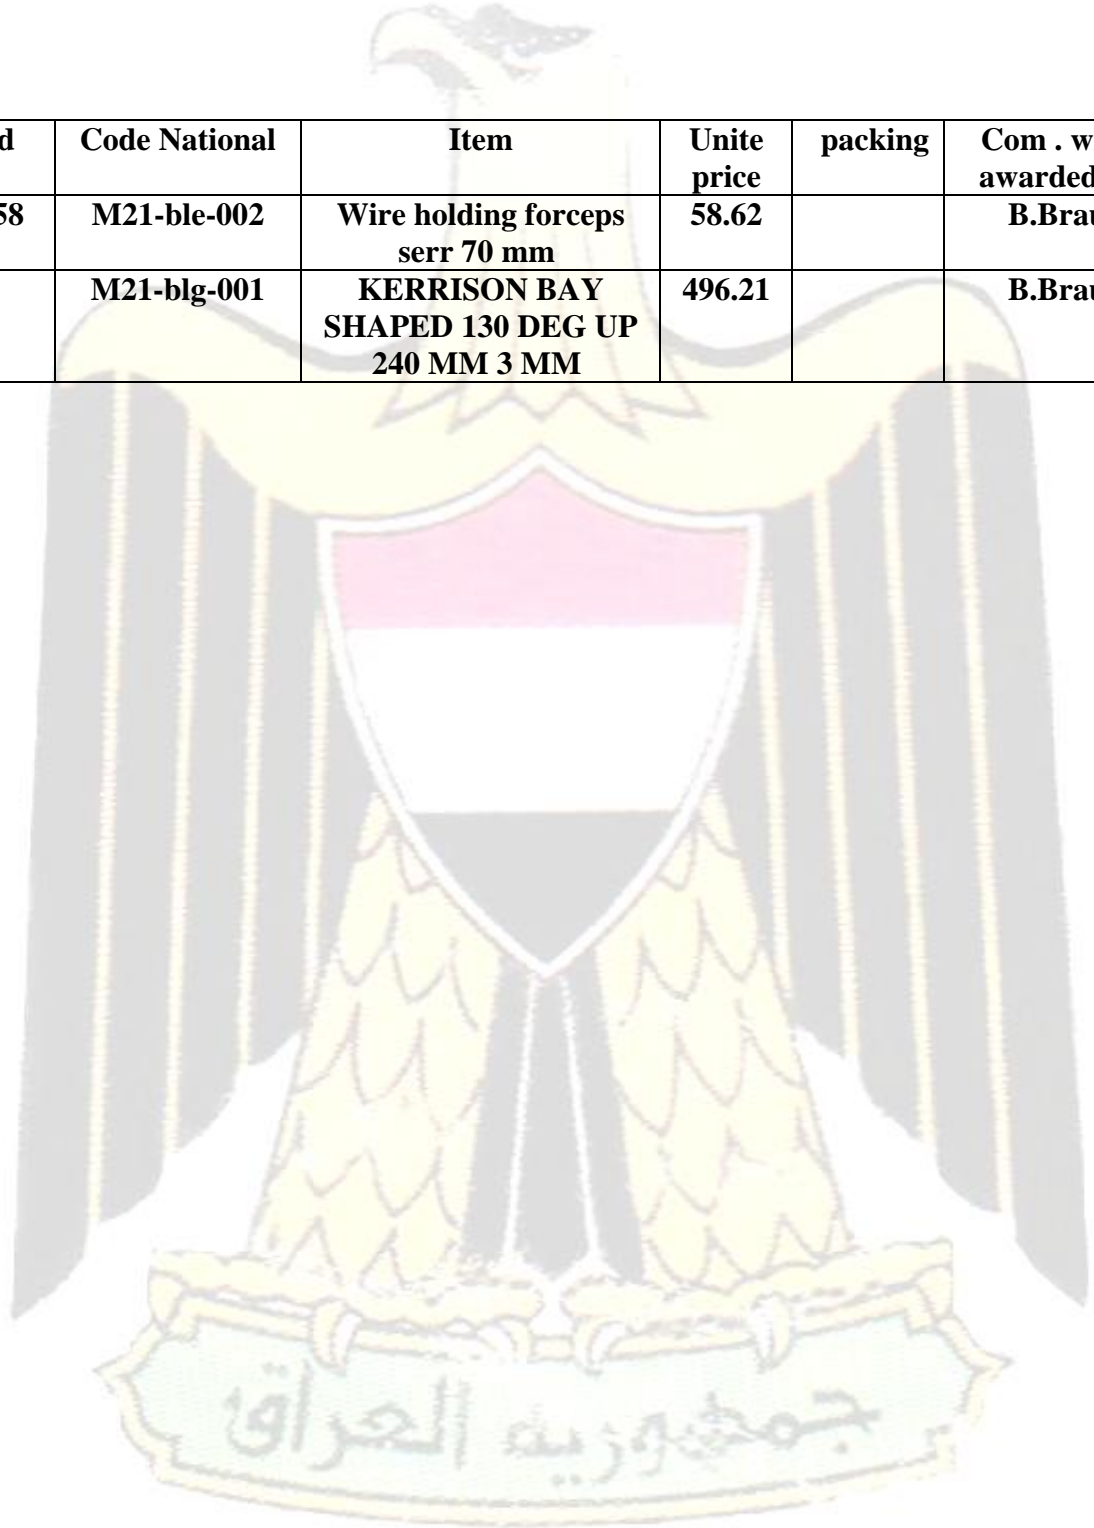 d Code National Item Unite packing Com . w
price awarded
58 M21-ble-002 Wire holding forceps 58.62 B.Brau
serr 70 mm
M21-blg-001 KERRISON BAY 496.21 B.Brau
SHAPED 130 DEG UP
240 MM 3 MM
جمهورية العراق